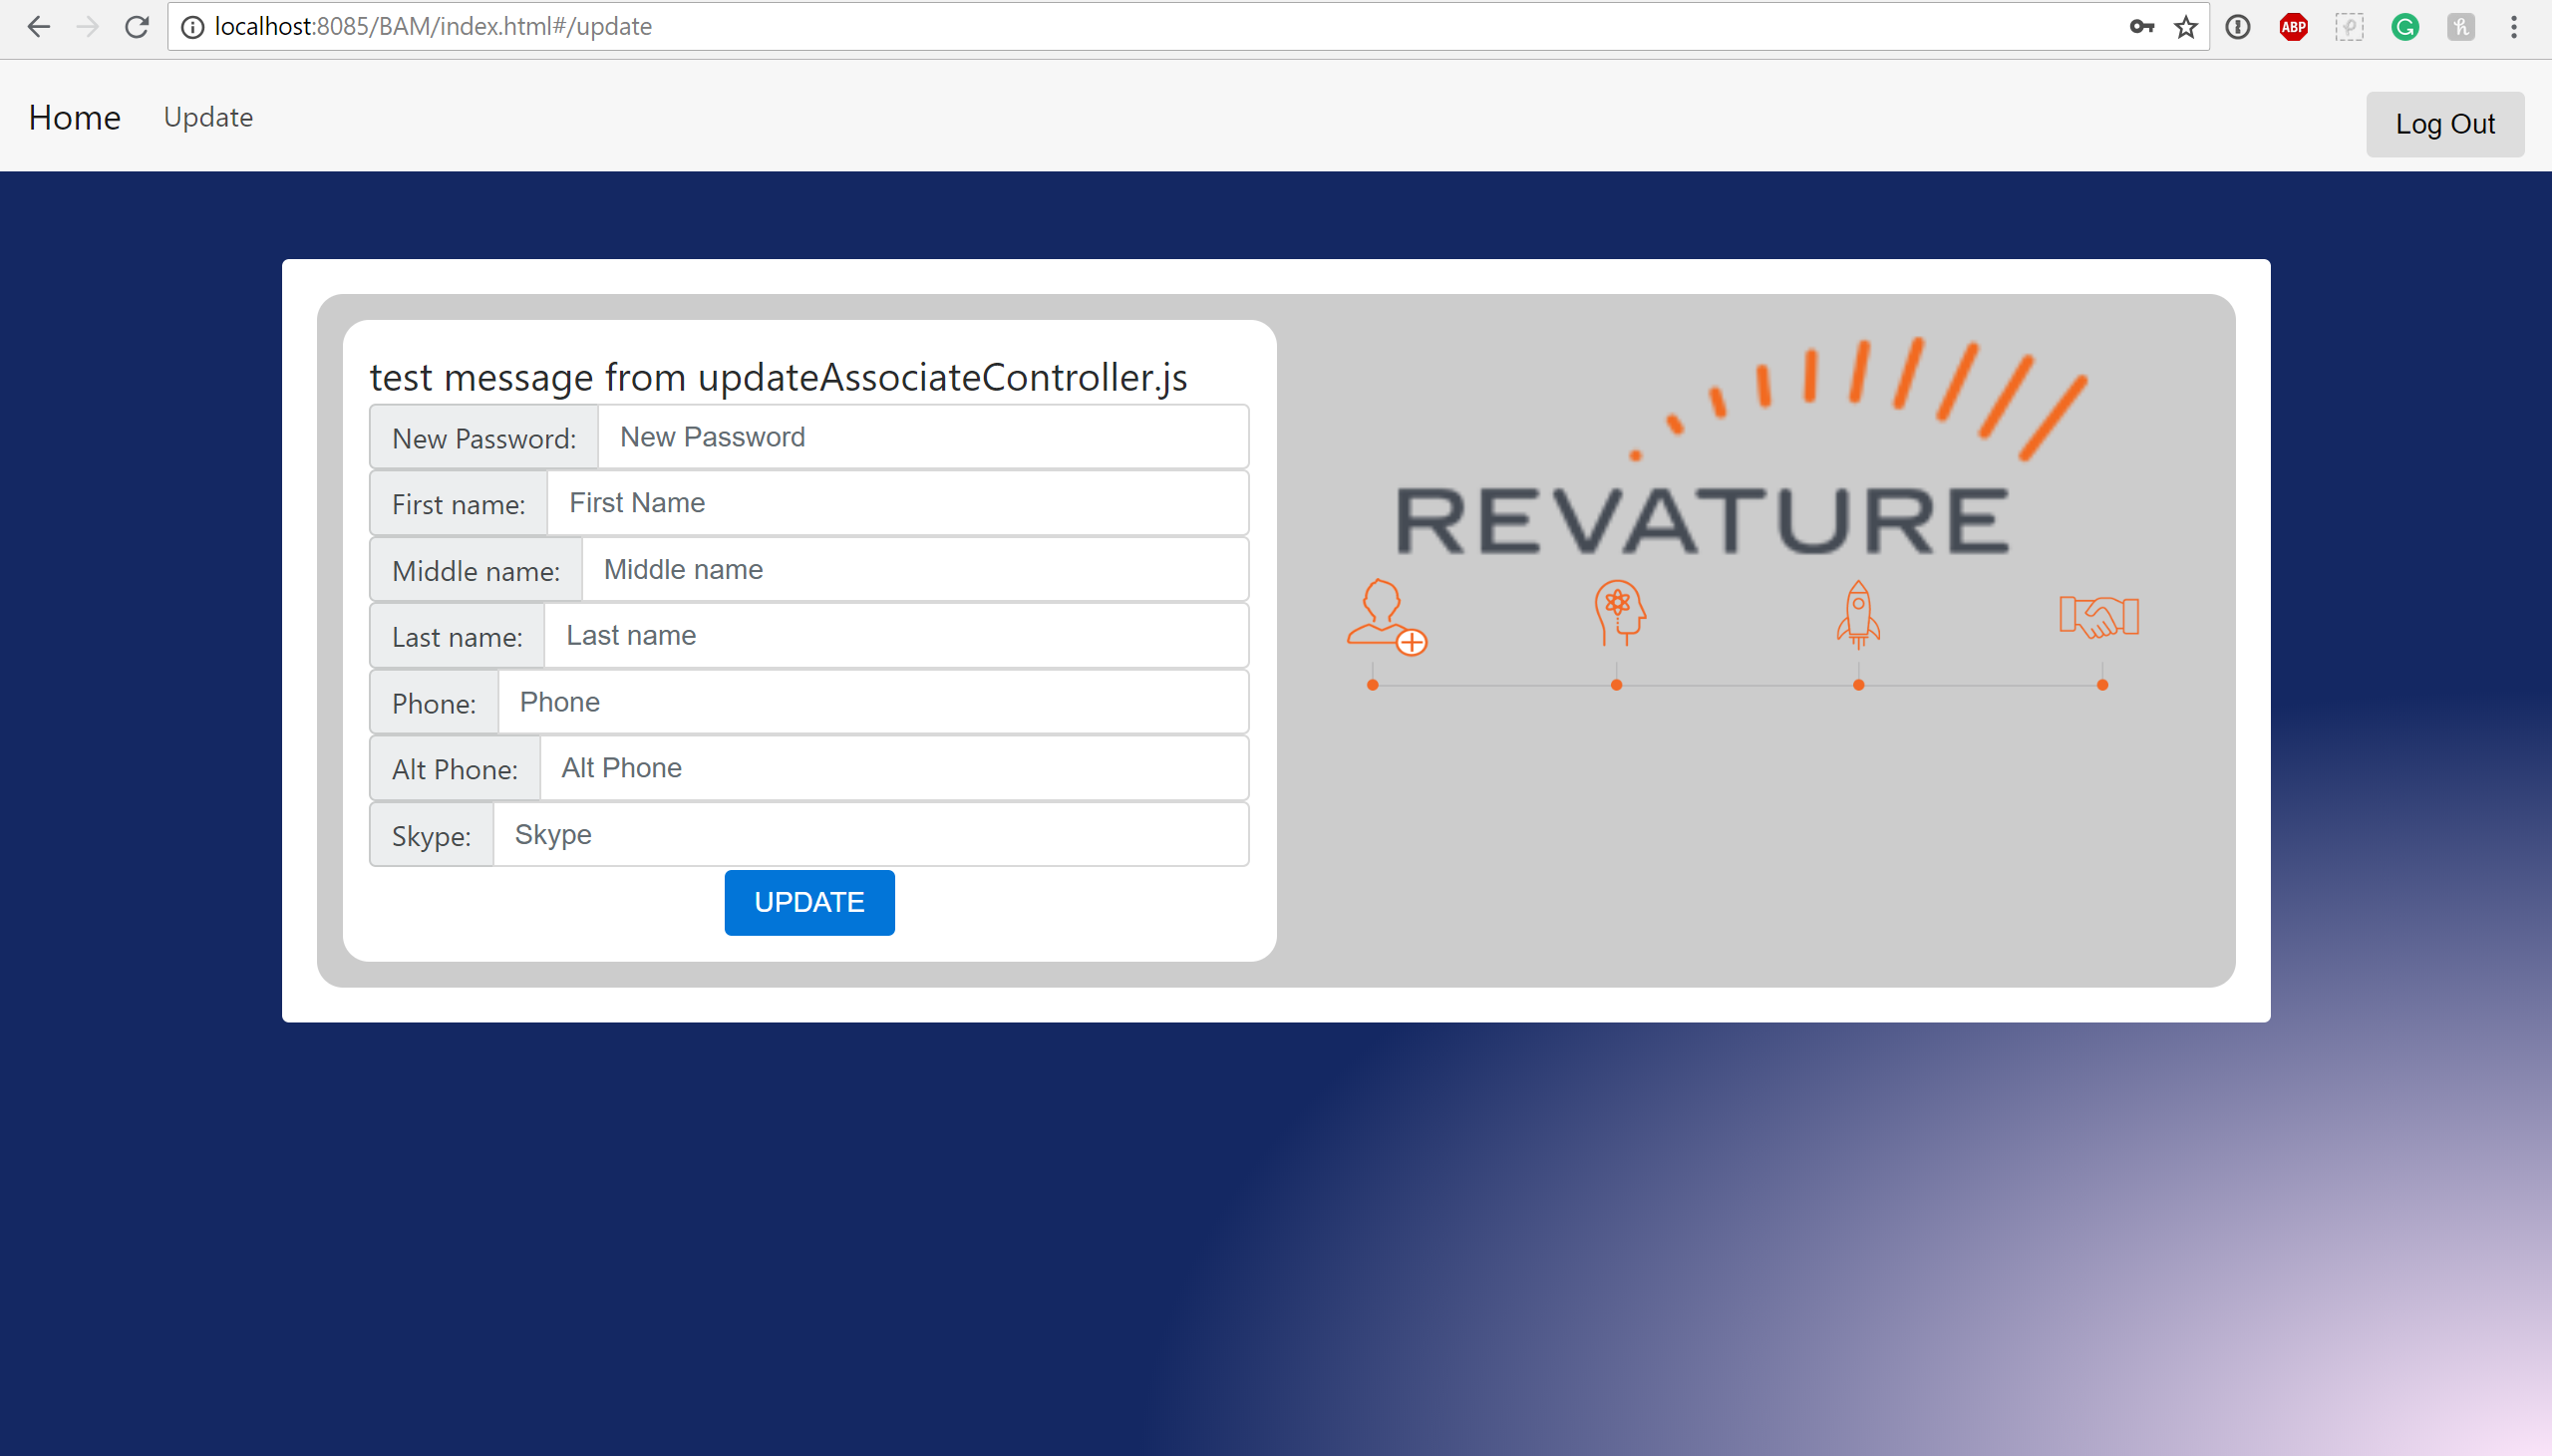 localhost:8085/BAM/index.html#/update
ABP
Home
Update
Log Out
test message from updateAssociateController.js
New Password: New Password
First name: First Name
Middle name: Middle name
Last name: Last name
Phone: Phone
Alt Phone: Alt Phone
Skype: Skype
UPDATE
REVATURE